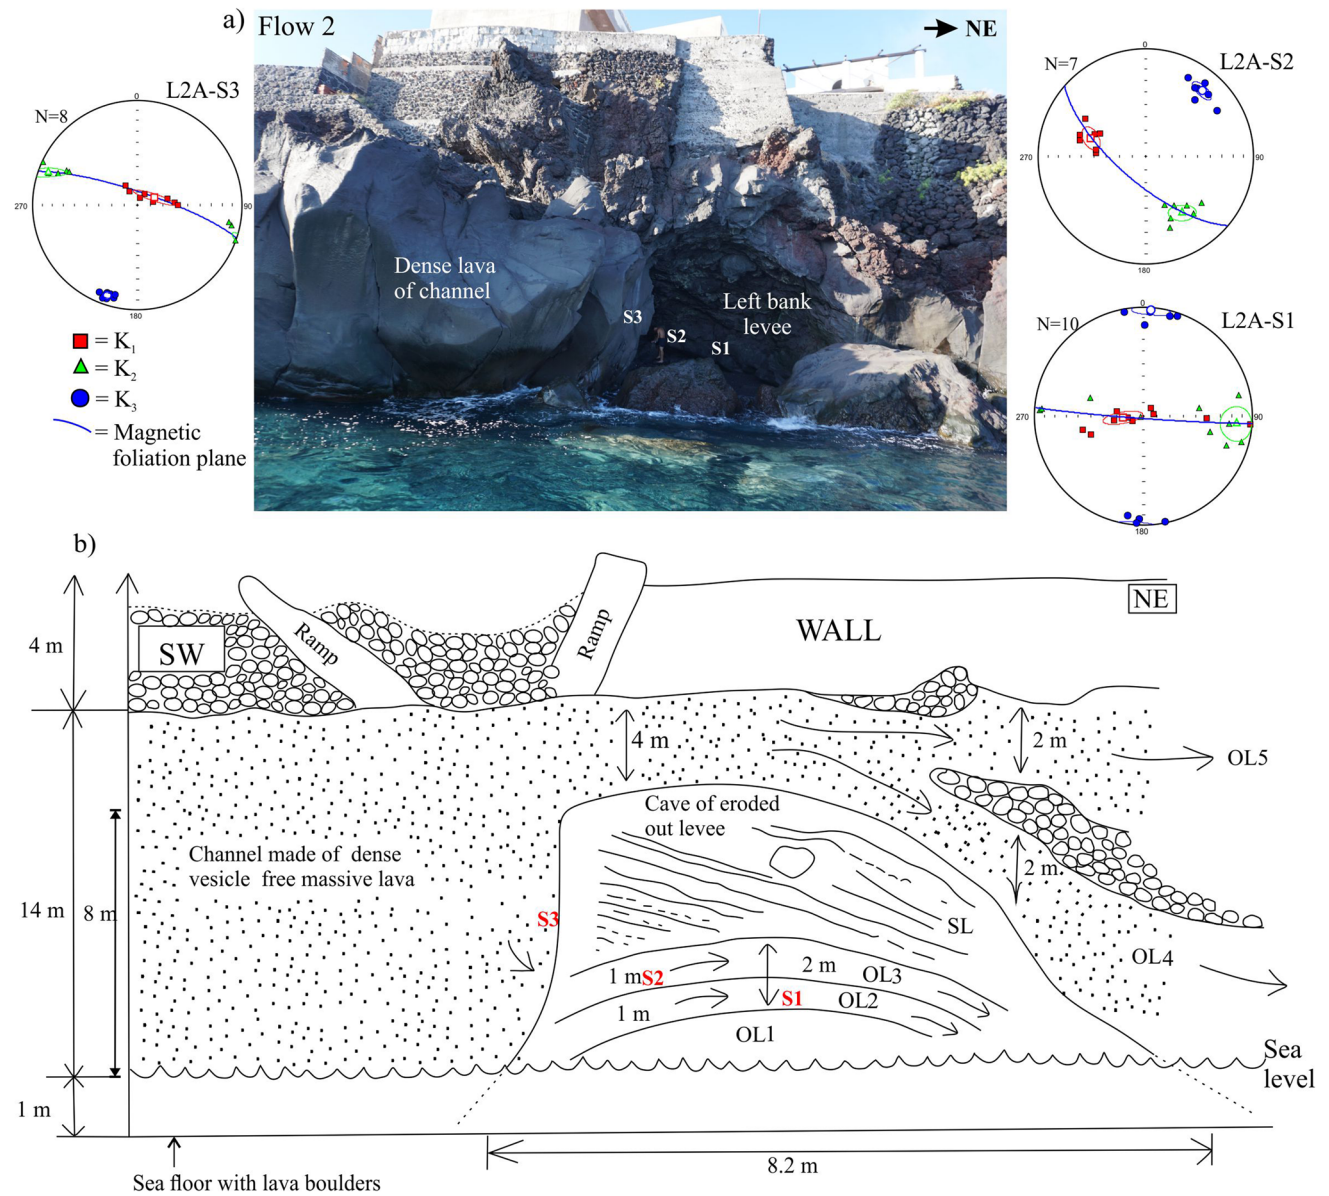 a)
Flow 2
NE
L2A-S3
N=8
0
270
90
180
= K1
= K2
= K3
= Magnetic
foliation plane
Dense lava
of channel
Left bank
levee
S3
S2
S1
N=7
L2A-S2
0
270
90
180
N=10
L2A-S1
0
270
90
180
b)
4 m
SW
Ramp
Ramp
WALL
NE
4 m
2 m
OL5
Cave of eroded
out levee
Channel made of dense
vesicle free massive lava
2 m
14 m
8 m
S3
SL
OL4
1 m
S2
2 m
OL3
1 m
S1
OL2
OL1
Sea
level
1 m
8.2 m
Sea floor with lava boulders